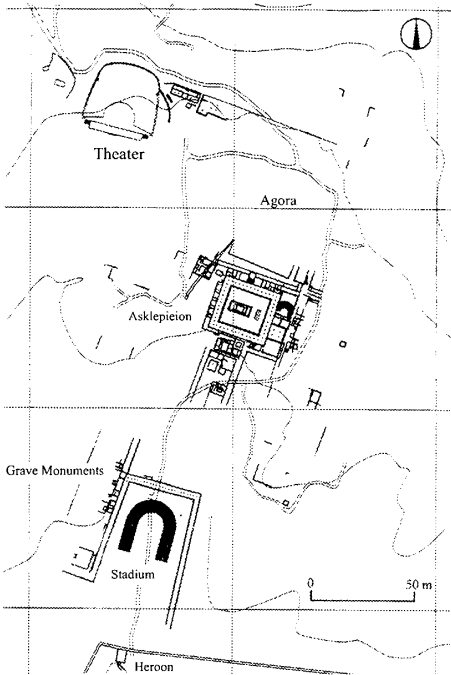 Theater
Agora
Asklepieion
Grave Monuments
Stadium
0 50 m
Heroon